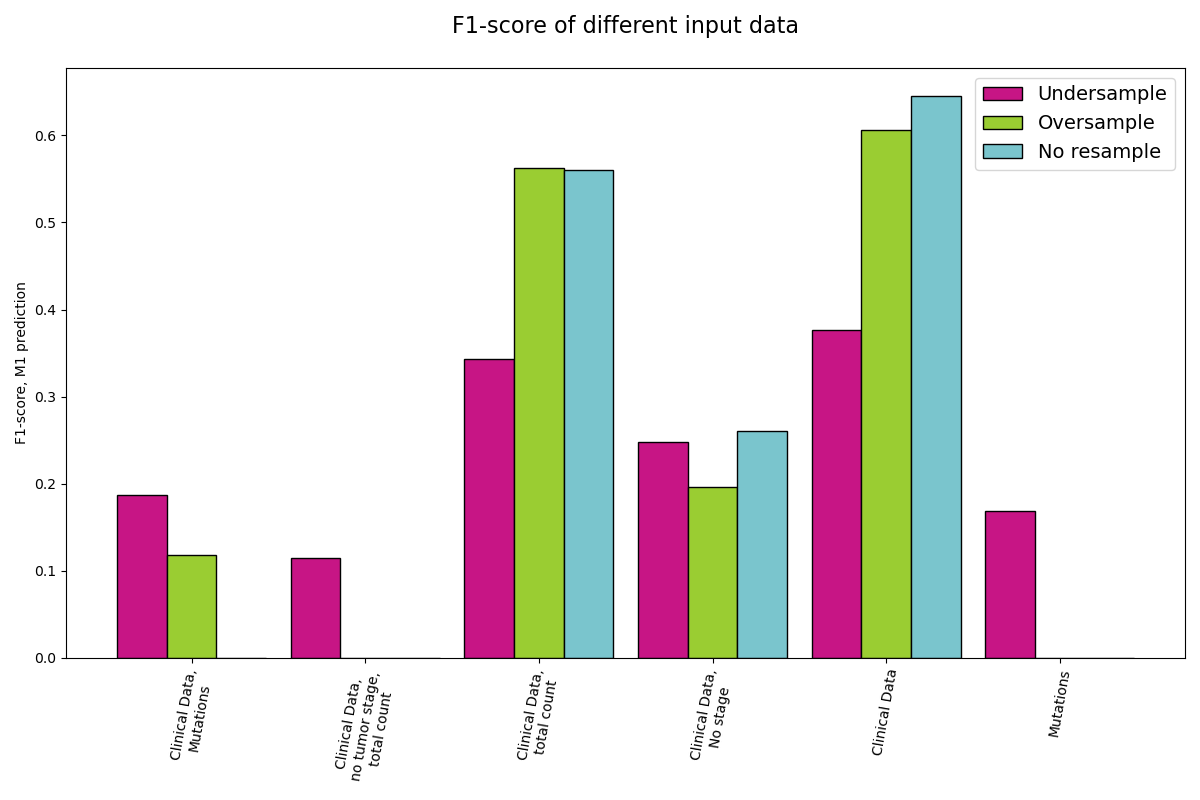 F1-score of different input data
Undersample
Oversample
No resample
F1-score, M1 prediction
0.6
0.5
0.4
0.3
0.2
0.1
0.0
Clinical Data,
Mutations
Clinical Data,
no tumor stage,
total count
Clinical Data,
total count
Clinical Data,
No stage
Clinical Data
Mutations